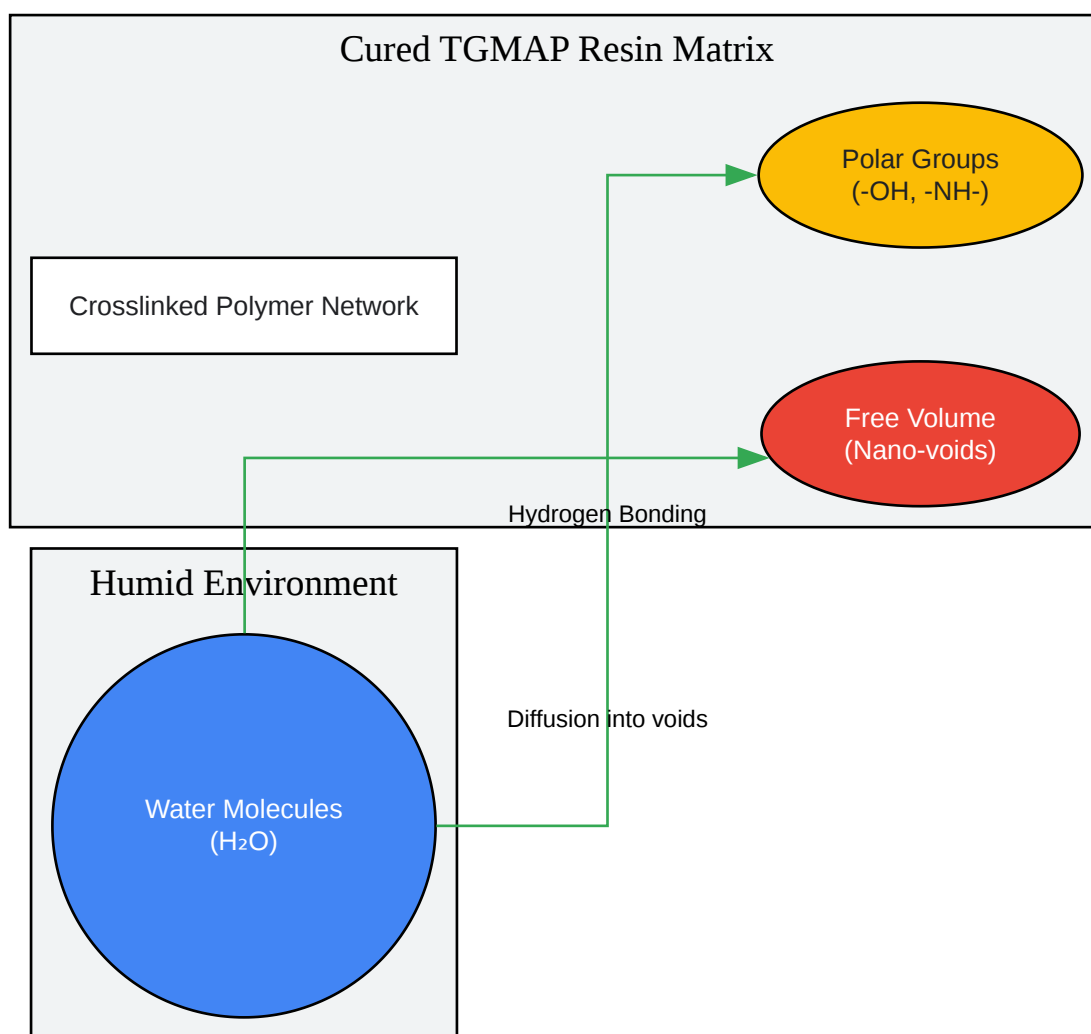 Cured TGMAP Resin Matrix
Polar Groups
(-OH, -NH-)
Crosslinked Polymer Network
Free Volume
(Nano-voids)
Hydrogen Bonding
Humid Environment
Diffusion into voids
Water Molecules
(H₂O)